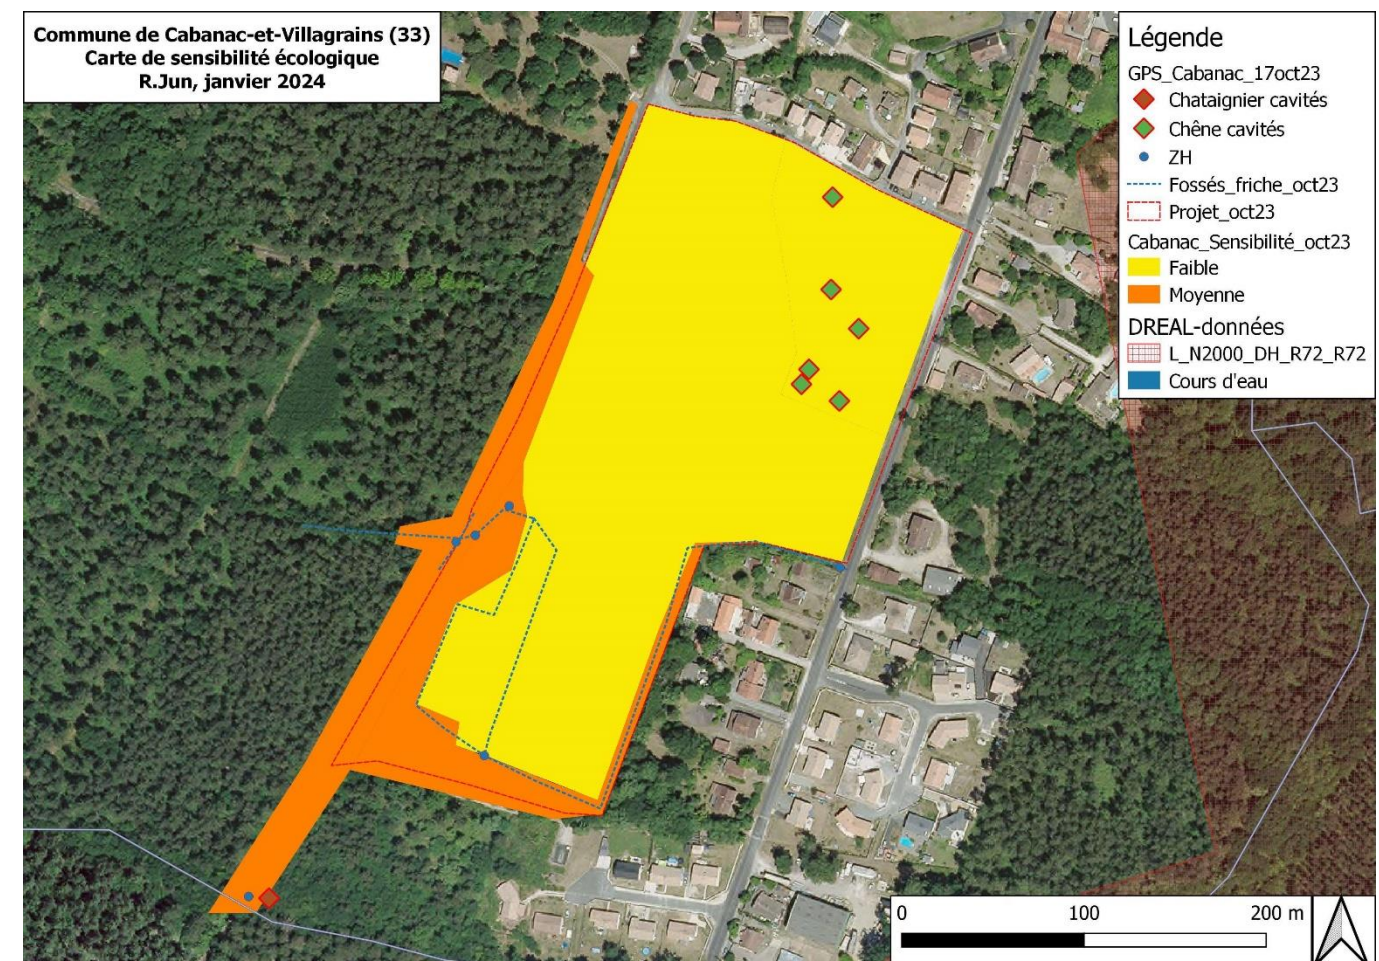 Commune de Cabanac-et-Villagrains (33)
Carte de sensibilité écologique
R.Jun, janvier 2024
Légende
GPS_Cabanac_17oct23
Chataignier cavités
Chêne cavités
ZH
Fossés_friche_oct23
Projet_oct23
Cabanac_Sensibilité_oct23
Faible
Moyenne
DREAL-données
L_N2000_DH_R72_R72
Cours d'eau
0 100 200 m